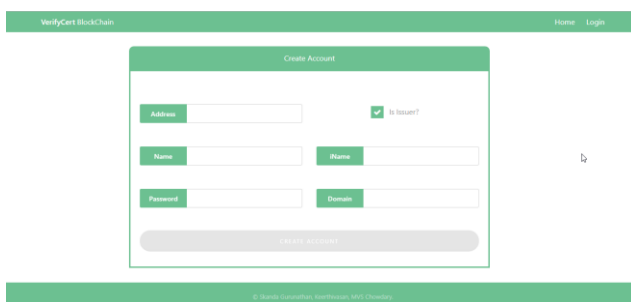 VerifyCert BlockChain
Home Login
Create Account
Address
Is Issuer?
Name
iName
Password
Domain
CREATE ACCOUNT